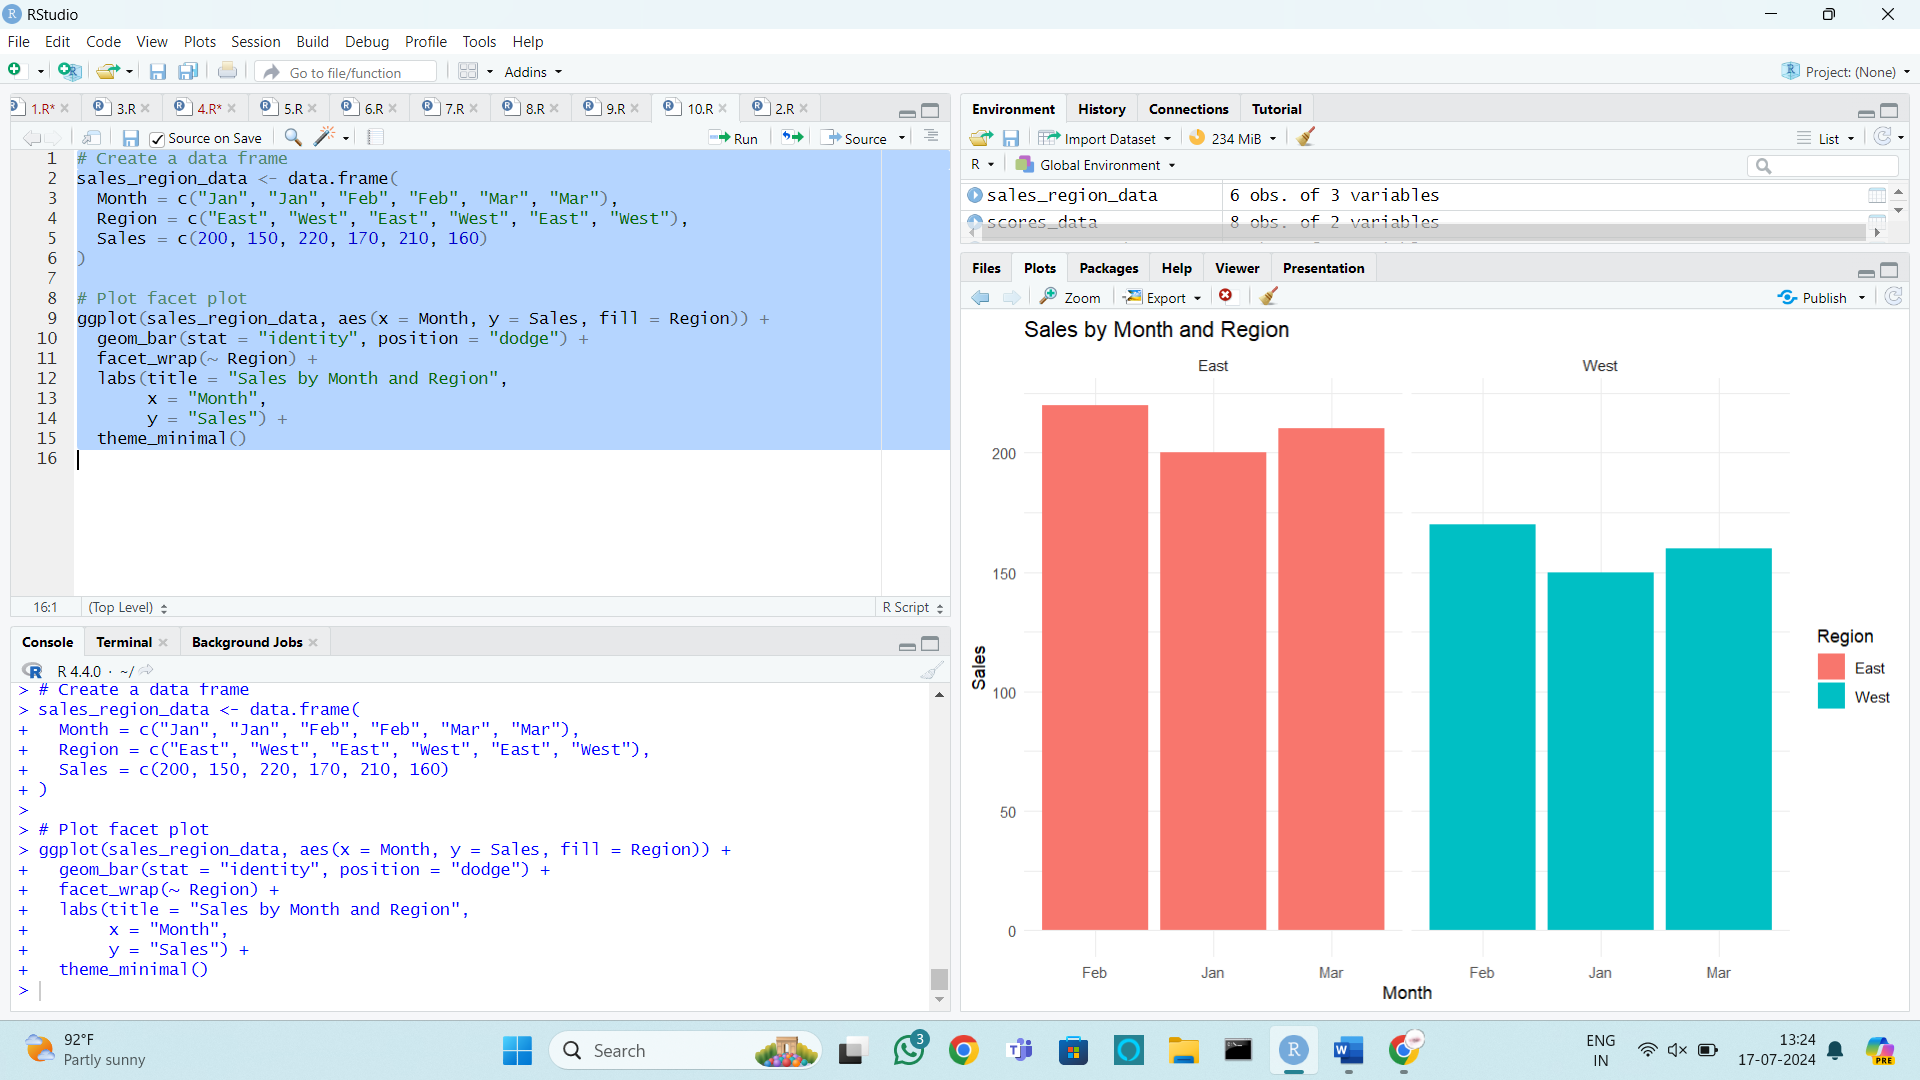 RStudio
File Edit Code View Plots Session Build Debug Profile Tools Help
Go to file/function Addins Project: (None)
1.R* 3.R 4.R* 5.R 6.R 7.R 8.R 9.R 10.R 2.R
Source on Save Run Source
1 # Create a data frame
2 sales_region_data <- data.frame(
3 Month = c("Jan", "Jan", "Feb", "Feb", "Mar", "Mar"),
4 Region = c("East", "West", "East", "West", "East", "West"),
5 Sales = c(200, 150, 220, 170, 210, 160)
6 )
7
8 # Plot facet plot
9 ggplot(sales_region_data, aes(x = Month, y = Sales, fill = Region)) +
10 geom_bar(stat = "identity", position = "dodge") +
11 facet_wrap(~ Region) +
12 labs(title = "Sales by Month and Region",
13 x = "Month",
14 y = "Sales") +
15 theme_minimal()
16
16:1 (Top Level) R Script
Console Terminal Background Jobs
R 4.4.0 · ~/
> # Create a data frame
> sales_region_data <- data.frame(
+ Month = c("Jan", "Jan", "Feb", "Feb", "Mar", "Mar"),
+ Region = c("East", "West", "East", "West", "East", "West"),
+ Sales = c(200, 150, 220, 170, 210, 160)
+ )
>
> # Plot facet plot
> ggplot(sales_region_data, aes(x = Month, y = Sales, fill = Region)) +
+ geom_bar(stat = "identity", position = "dodge") +
+ facet_wrap(~ Region) +
+ labs(title = "Sales by Month and Region",
+ x = "Month",
+ y = "Sales") +
+ theme_minimal()
>
Environment History Connections Tutorial
Import Dataset 234 MiB List
R Global Environment
sales_region_data 6 obs. of 3 variables
scores_data 8 obs. of 2 variables
Files Plots Packages Help Viewer Presentation
Zoom Export Publish
Sales by Month and Region
East West
200
150
100
50
0
Sales
Feb Jan Mar Feb Jan Mar
Month
Region
East
West
92°F
Partly sunny
Search
3
ENG
IN
13:24
17-07-2024
PRE